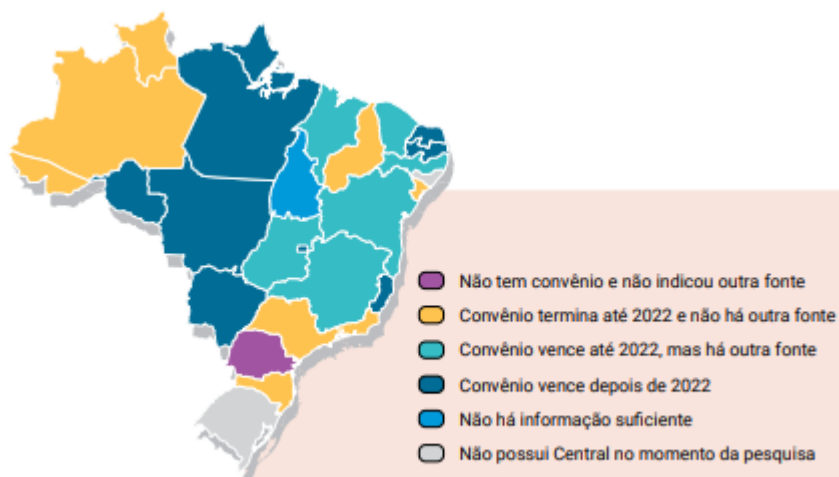 Não tem convênio e não indicou outra fonte
Convênio termina até 2022 e não há outra fonte
Convênio vence até 2022, mas há outra fonte
Convênio vence depois de 2022
Não há informação suficiente
Não possui Central no momento da pesquisa